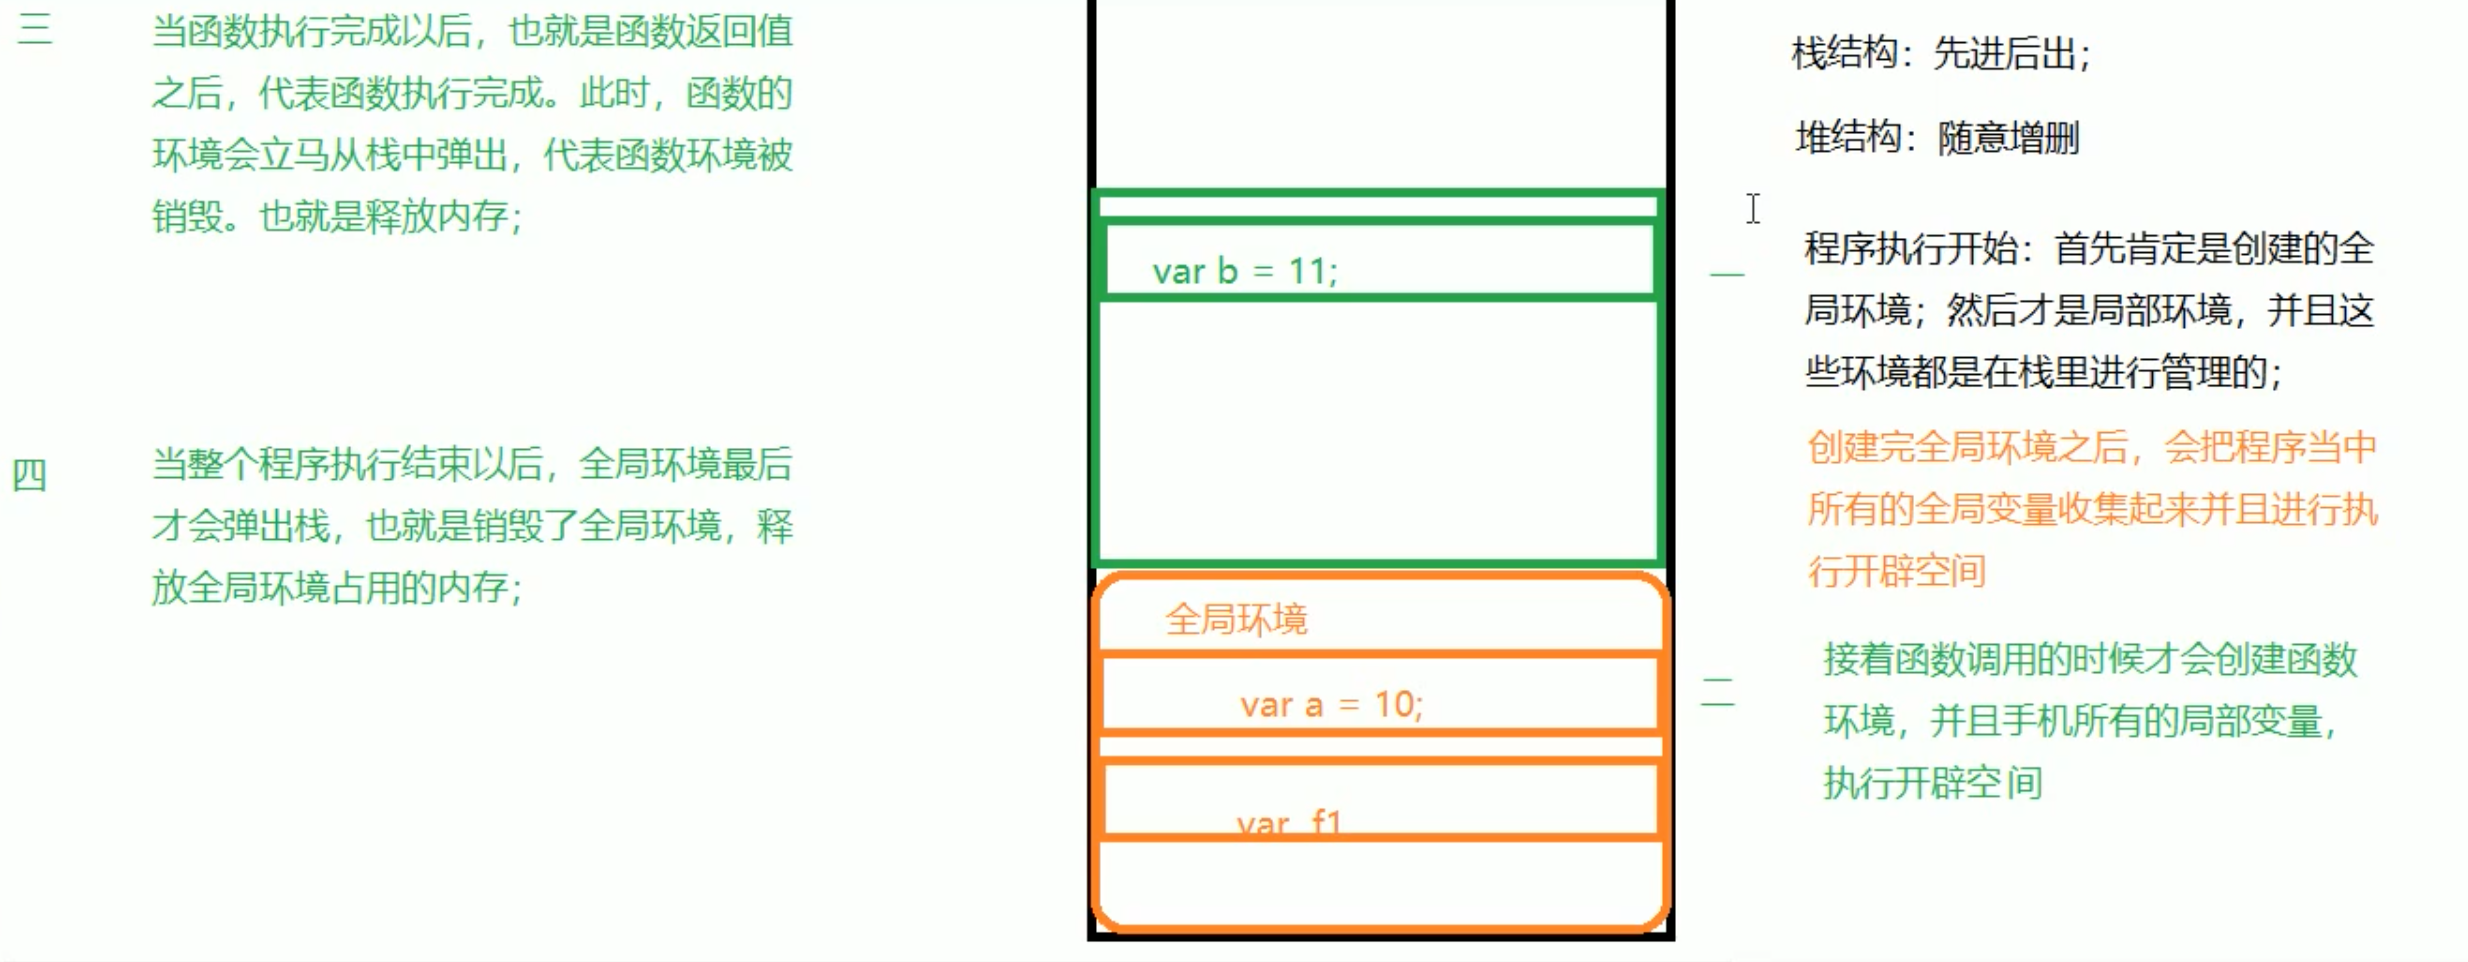 三
当函数执行完成以后，也就是函数返回值
之后，代表函数执行完成。此时，函数的
环境会立马从栈中弹出，代表函数环境被
销毁。也就是释放内存；
四
当整个程序执行结束以后，全局环境最后
才会弹出栈，也就是销毁了全局环境，释
放全局环境占用的内存；
var b = 11;
全局环境
var a = 10;
var f1
栈结构：先进后出；
堆结构：随意增删
一
程序执行开始：首先肯定是创建的全
局环境；然后才是局部环境，并且这
些环境都是在栈里进行管理的；
创建完全局环境之后，会把程序当中
所有的全局变量收集起来并且进行执
行开辟空间
二
接着函数调用的时候才会创建函数
环境，并且手机所有的局部变量，
执行开辟空间